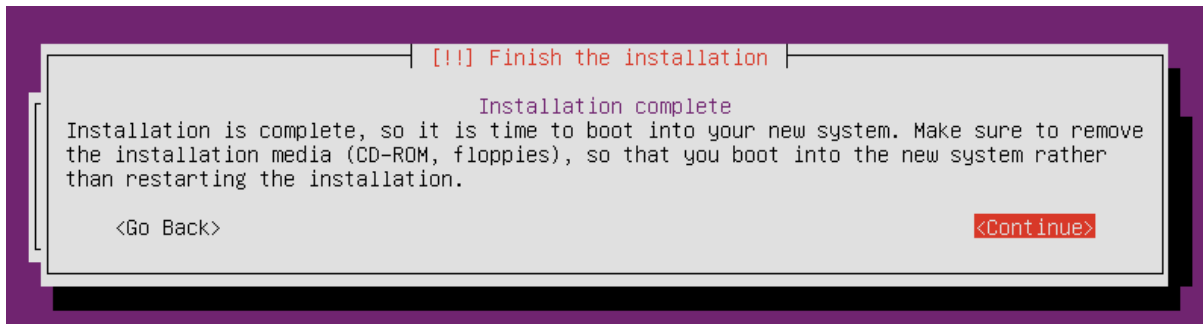 [!!] Finish the installation
Installation complete
Installation is complete, so it is time to boot into your new system. Make sure to remove
the installation media (CD-ROM, floppies), so that you boot into the new system rather
than restarting the installation.
<Go Back> <Continue>